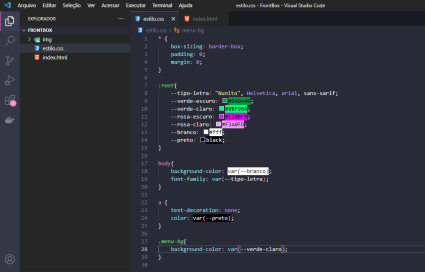 Arquivo Editar Seleção Ver Acessar Executar Terminal Ajuda
estilo.css - FrontBox - Visual Studio Code
EXPLORADOR
estilo.css
index.html
FRONTBOX
img
estilo.css
index.html
estilo.css > .menu-bg
1 * {
2 box-sizing: border-box;
3 padding: 0;
4 margin: 0;
5 }
6
7 :root{
8 --tipo-letra: "Nunito", Helvetica, arial, sans-serif;
9 --verde-escuro:
10 --verde-claro:
11 --rosa-escuro:
12 --rosa-claro:
13 --branco: #fff;
14 --preto: black;
15 }
16
17 body{
18 background-color: var(--branco);
19 font-family: var(--tipo-letra);
20 }
21
22 a {
23 text-decoration: none;
24 color: var(--preto);
25 }
26
27 .menu-bg{
28 background-color: var(--verde-claro);
29 }